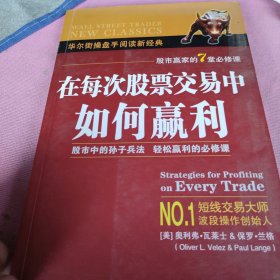 WALL STREET TRADER
NEW CLASSICS
华尔街操盘手阅读新经典
股市赢家的7堂必修课
在每次股票交易中
如何赢利
股市中的孙子兵法 轻松赢利的必修课
Strategies for Profiting
on Every Trade
NO.1 短线交易大师
波段操作创始人
[美] 奥利弗·瓦莱士 & 保罗·兰格
(Oliver L. Velez & Paul Lange)